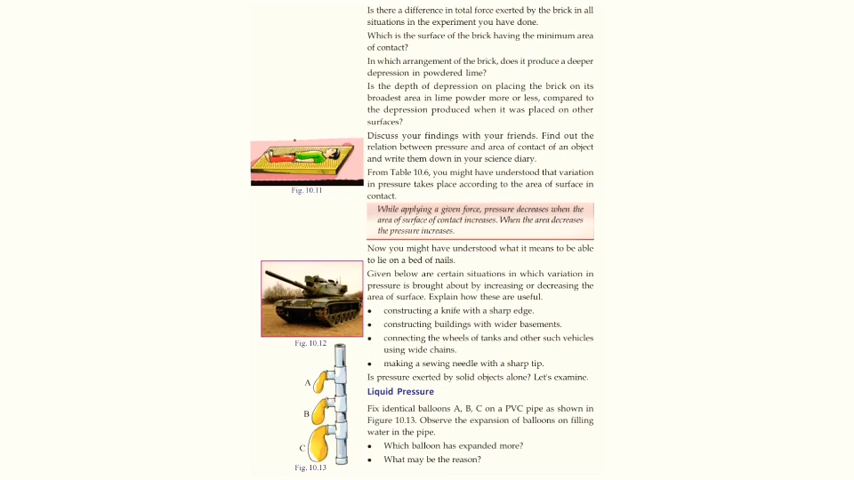 Is there a difference in total force exerted by the brick in all
situations in the experiment you have done.
Which is the surface of the brick having the minimum area
of contact?
In which arrangement of the brick, does it produce a deeper
depression in powdered lime?
Is the depth of depression on placing the brick on its
broadest area in lime powder more or less, compared to
the depression produced when it was placed on other
surfaces?
Discuss your findings with your friends. Find out the
relation between pressure and area of contact of an object
and write them down in your science diary.
Fig. 10.11
From Table 10.6, you might have understood that variation
in pressure takes place according to the area of surface in
contact.
While applying a given force, pressure decreases when the
area of surface of contact increases. When the area decreases
the pressure increases.
Now you might have understood what it means to be able
to lie on a bed of nails.
Given below are certain situations in which variation in
pressure is brought about by increasing or decreasing the
area of surface. Explain how these are useful.
• constructing a knife with a sharp edge.
• constructing buildings with wider basements.
• connecting the wheels of tanks and other such vehicles
using wide chains.
Fig. 10.12
• making a sewing needle with a sharp tip.
Is pressure exerted by solid objects alone? Let's examine.
Liquid Pressure
Fix identical balloons A, B, C on a PVC pipe as shown in
Figure 10.13. Observe the expansion of balloons on filling
water in the pipe.
• Which balloon has expanded more?
• What may be the reason?
A
B
C
Fig. 10.13